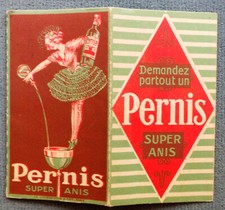 Pernis
SUPER ANIS
Demandez
partout un
Pernis
SUPER
ANIS